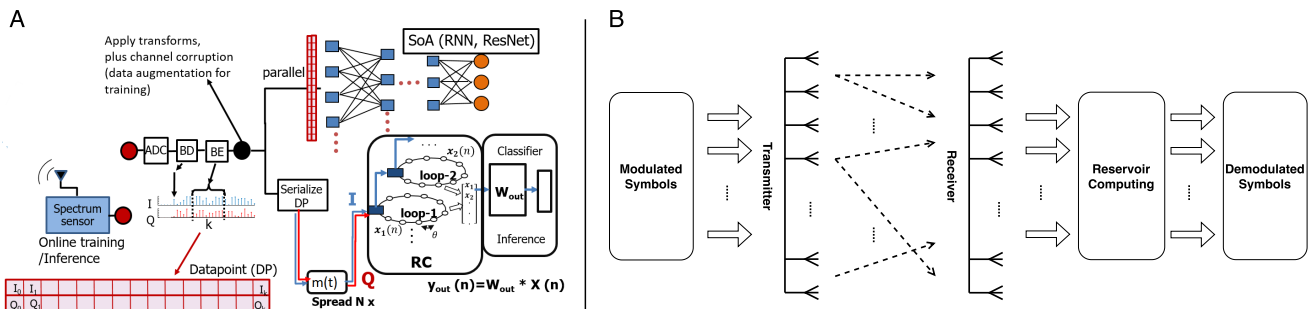 A
Apply transforms,
plus channel corruption
(data augmentation for
training)
parallel
SoA (RNN, ResNet)
ADC
BD
BE
Spectrum
sensor
Online training
/Inference
I
Q
k
Serialize
DP
I
Q
m(t)
Spread N x
Datapoint (DP)
I₀ I₁
Q₀ Q₁
x₂(n)
loop-2
loop-1
x₁(n)
θ
x₁
x₂
RC
Classifier
Wout
Inference
yout (n)=Wout * X (n)
B
Modulated
Symbols
Transmitter
Receiver
Reservoir
Computing
Demodulated
Symbols